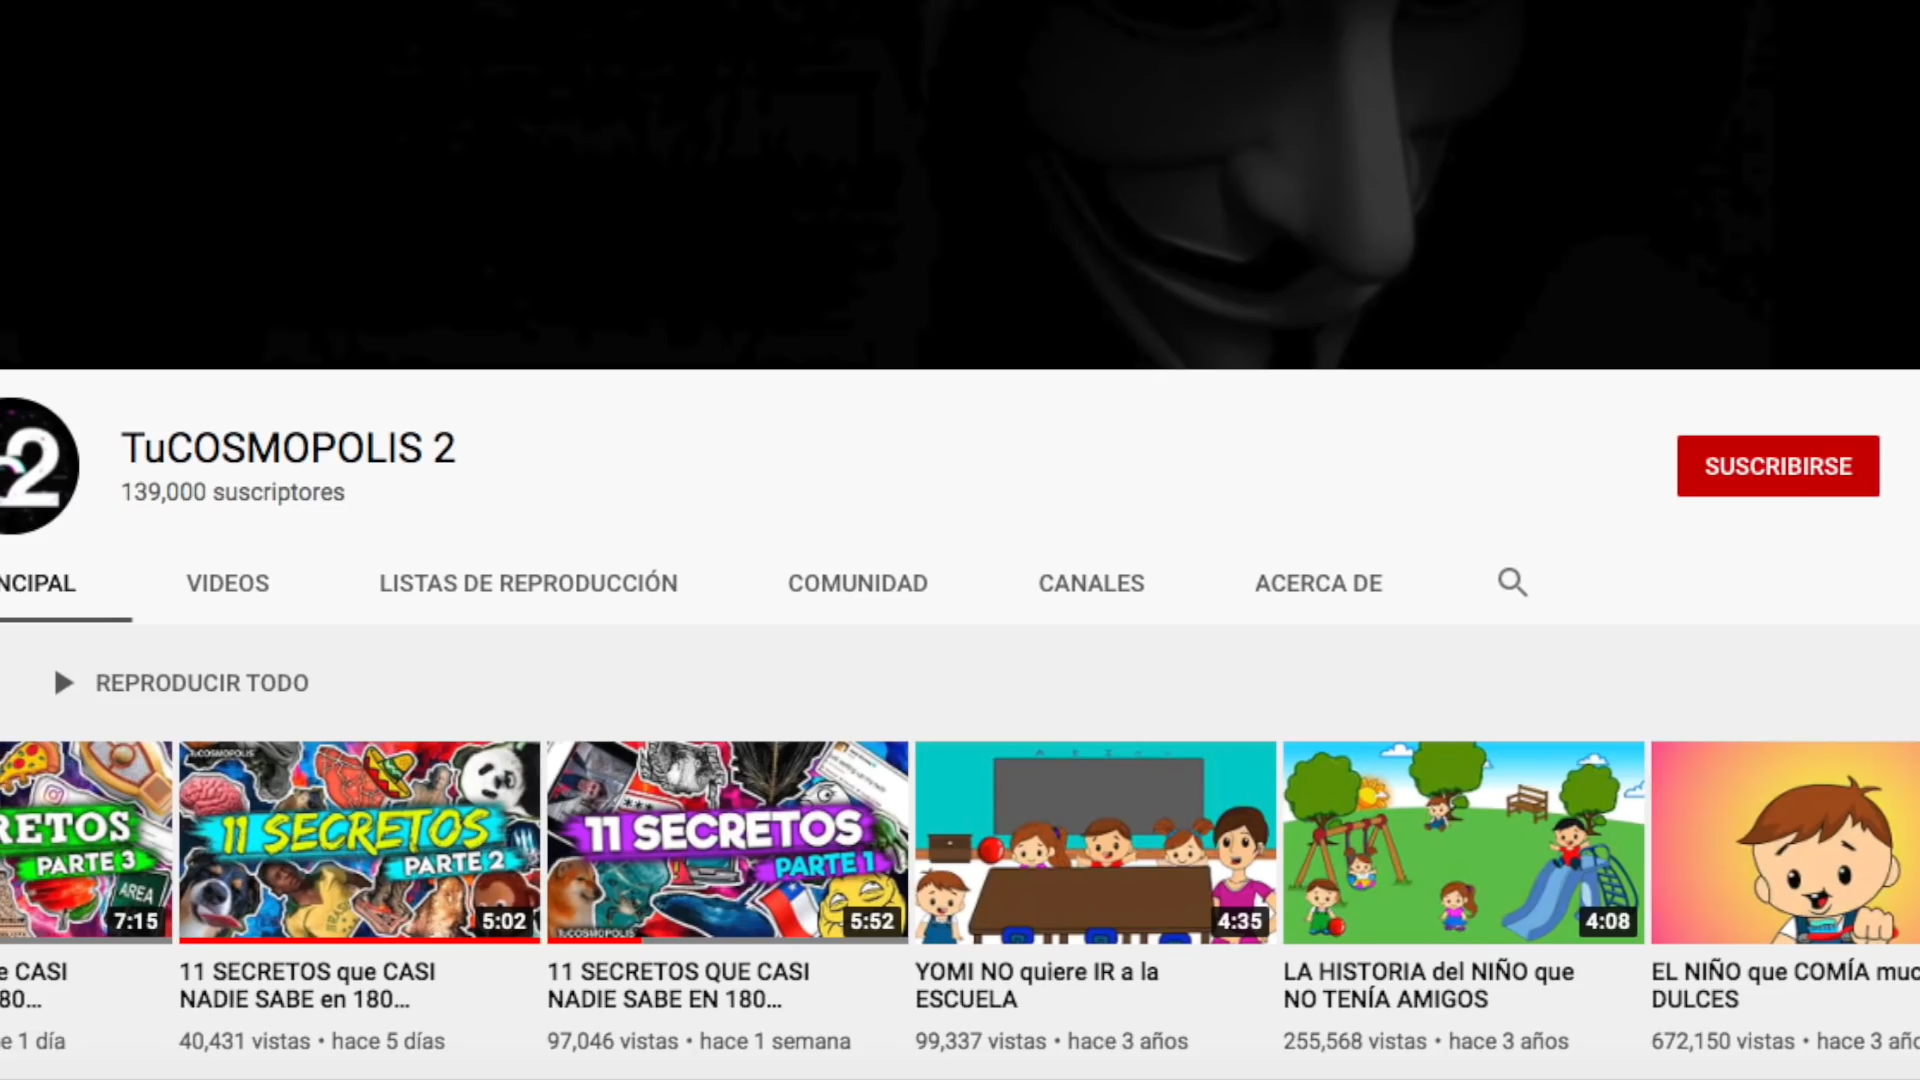 2
TuCOSMOPOLIS 2
139,000 suscriptores
SUSCRIBIRSE
NCIPAL
VIDEOS
LISTAS DE REPRODUCCIÓN
COMUNIDAD
CANALES
ACERCA DE
REPRODUCIR TODO
RETOS
PARTE 3
AREA
7:15
TUCOSMOPOLIS
11 SECRETOS
PARTE 2
5:02
11 SECRETOS
PARTE 1
TUCOSMOPOLIS
5:52
4:35
4:08
e CASI
80...
e 1 día
11 SECRETOS que CASI
NADIE SABE en 180...
40,431 vistas • hace 5 días
11 SECRETOS QUE CASI
NADIE SABE EN 180...
97,046 vistas • hace 1 semana
YOMI NO quiere IR a la
ESCUELA
99,337 vistas • hace 3 años
LA HISTORIA del NIÑO que
NO TENÍA AMIGOS
255,568 vistas • hace 3 años
EL NIÑO que COMÍA muc
DULCES
672,150 vistas • hace 3 añc